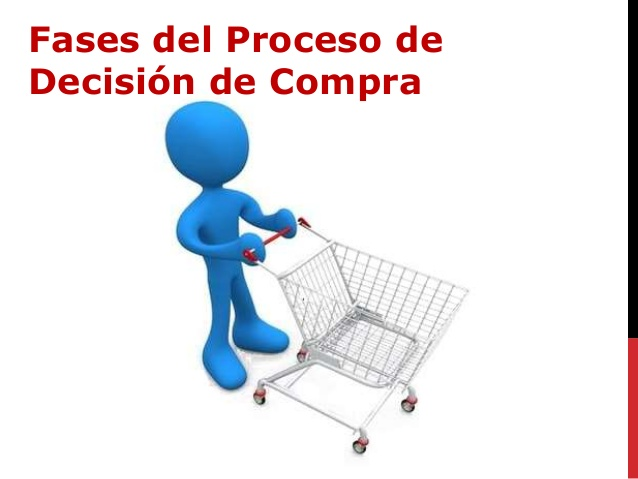 Fases del Proceso de
Decisión de Compra